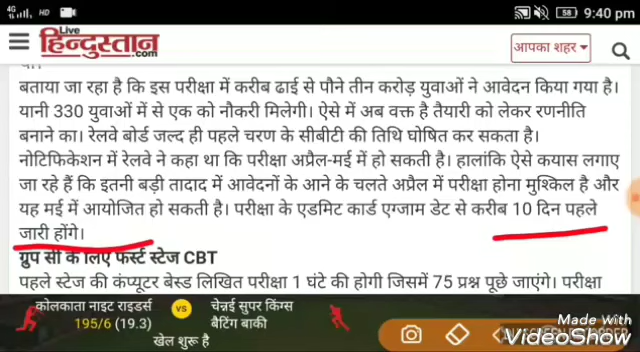 4G HD 58 9:40 pm
Live
हिन्दुस्तान
.com
आपका शहर
बताया जा रहा है कि इस परीक्षा में करीब ढाई से पौने तीन करोड़ युवाओं ने आवेदन किया गया है।
यानी 330 युवाओं में से एक को नौकरी मिलेगी। ऐसे में अब वक्त है तैयारी को लेकर रणनीति
बनाने का। रेलवे बोर्ड जल्द ही पहले चरण के सीबीटी की तिथि घोषित कर सकता है।
नोटिफिकेशन में रेलवे ने कहा था कि परीक्षा अप्रैल-मई में हो सकती है। हालांकि ऐसे कयास लगाए
जा रहे हैं कि इतनी बड़ी तादाद में आवेदनों के आने के चलते अप्रैल में परीक्षा होना मुश्किल है और
यह मई में आयोजित हो सकती है। परीक्षा के एडमिट कार्ड एग्जाम डेट से करीब 10 दिन पहले
जारी होंगे।
ग्रुप सी के लिए फर्स्ट स्टेज CBT
पहले स्टेज की कंप्यूटर बेस्ड लिखित परीक्षा 1 घंटे की होगी जिसमें 75 प्रश्न पूछे जाएंगे। परीक्षा
कोलकाता नाइट राइडर्स VS चेन्नई सुपर किंग्स
195/6 (19.3) बैटिंग बाकी
खेल शुरू है
Made With
VideoShow